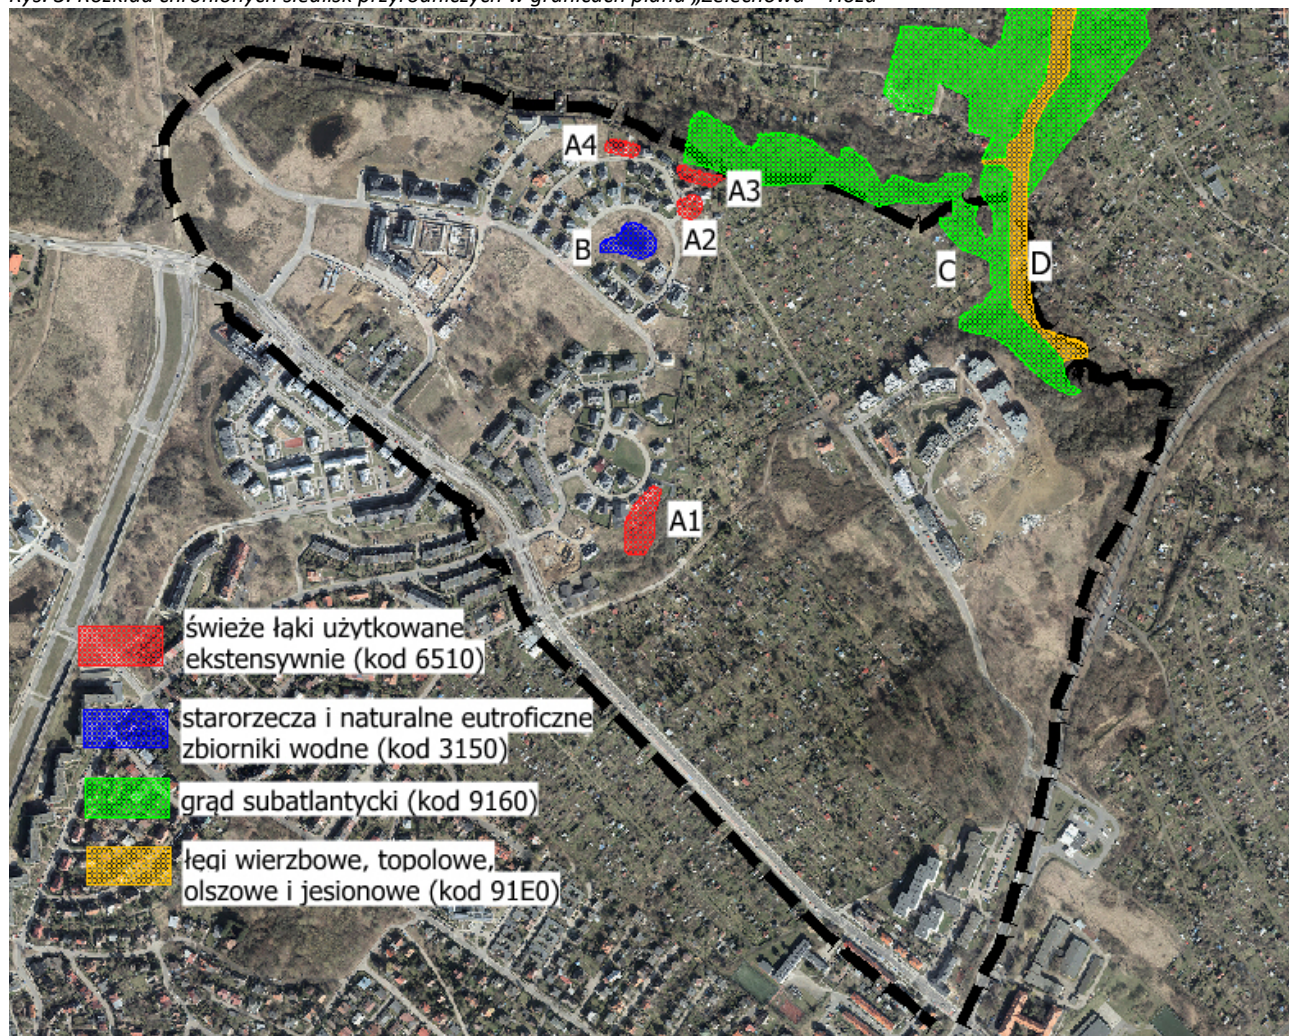 A4
A3
A2
B
C
D
A1
świeże łąki użytkowane
ekstensywnie (kod 6510)
starorzecza i naturalne eutroficzne
zbiorniki wodne (kod 3150)
grąd subatlantycki (kod 9160)
łęgi wierzbowe, topolowe,
olszowe i jesionowe (kod 91E0)